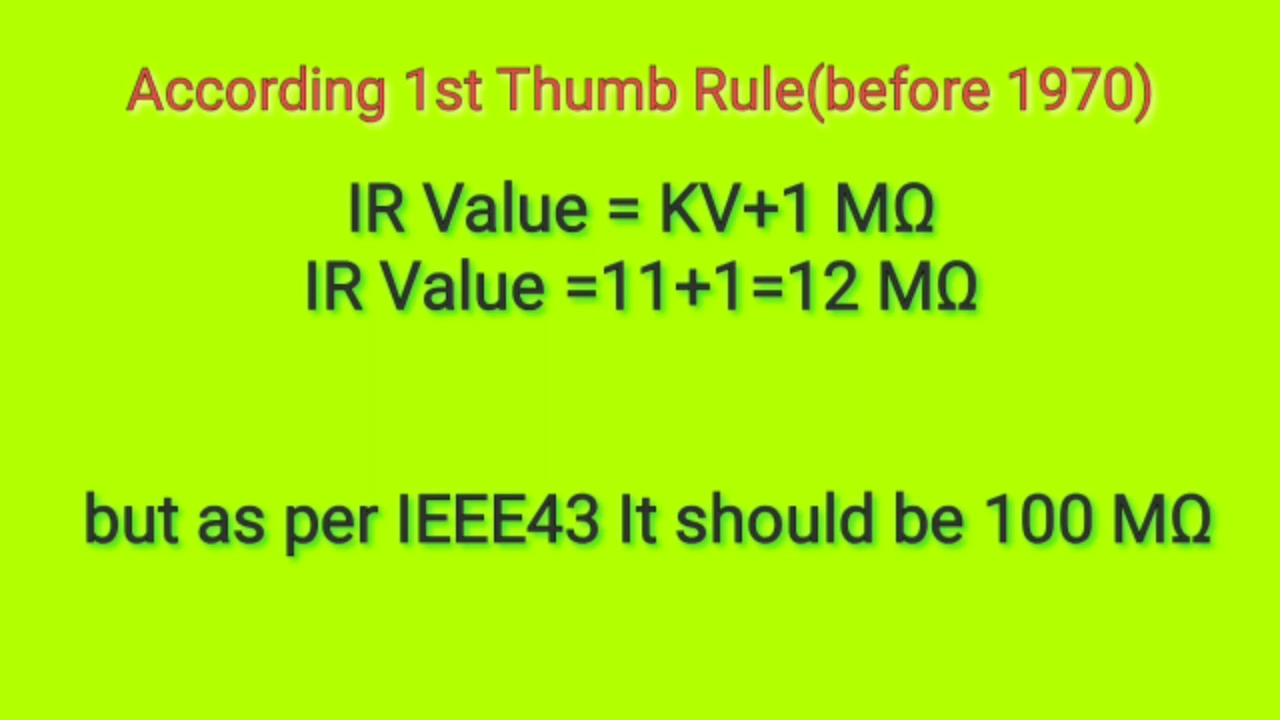 According 1st Thumb Rule(before 1970)
IR Value = KV+1 MΩ
IR Value =11+1=12 MΩ
but as per IEEE43 It should be 100 MΩ